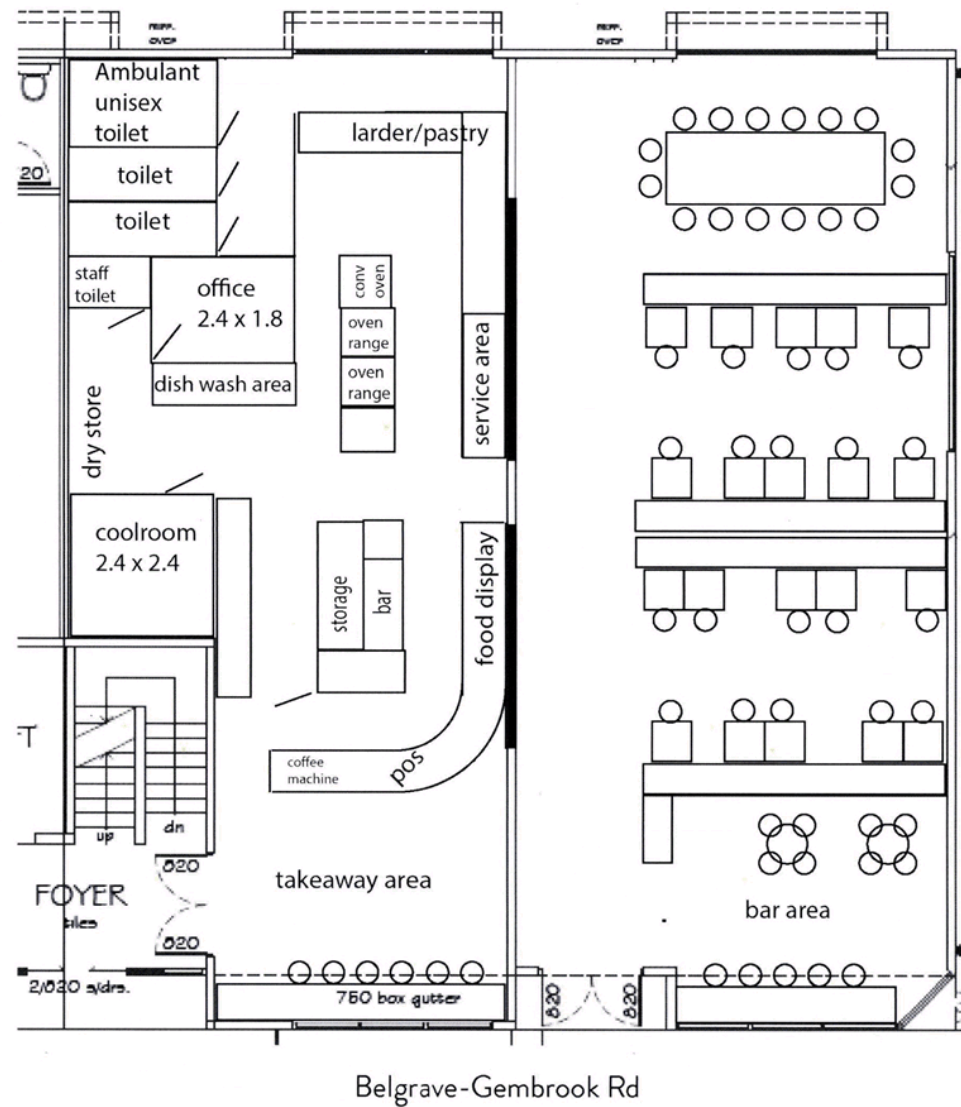 OVER
OVER
Ambulant
unisex
toilet
larder/pastry
20
toilet
toilet
staff
toilet
office
2.4 x 1.8
conv
oven
oven
range
oven
range
dish wash area
service area
dry store
coolroom
2.4 x 2.4
storage
bar
food display
coffee
machine
pos
up
dn
820
takeaway area
FOYER
tiles
bar area
820
2/820 s/drs.
750 box gutter
820
820
Belgrave-Gembrook Rd